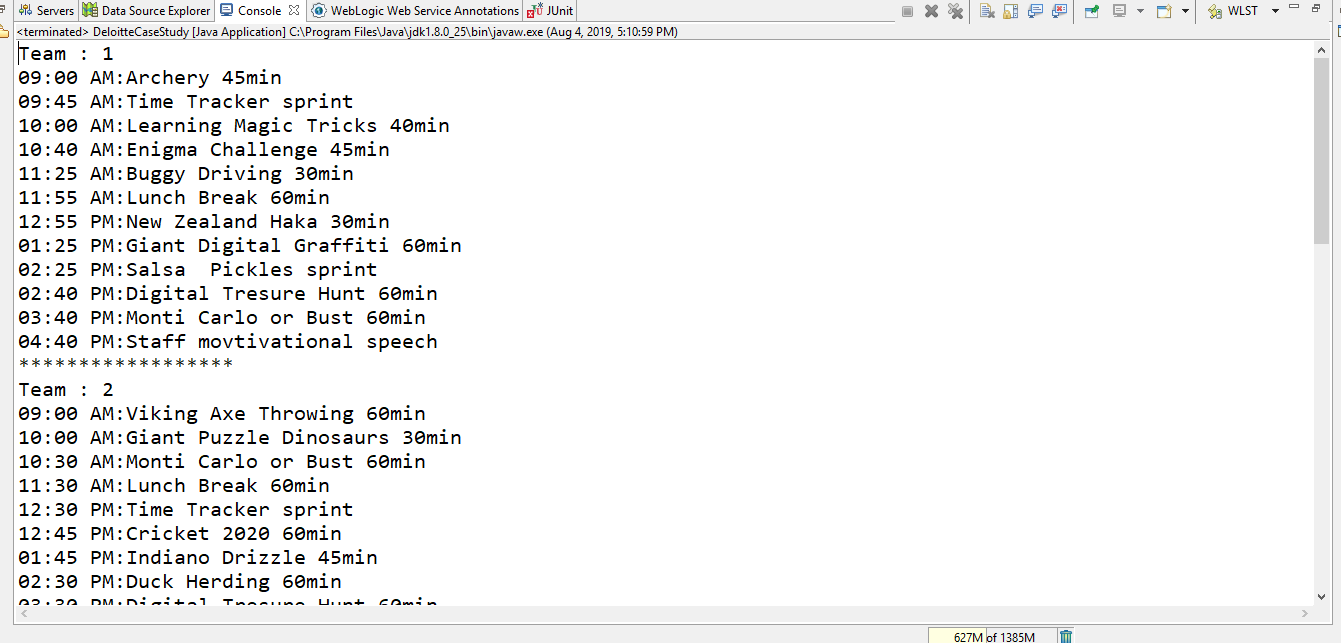 Servers Data Source Explorer Console WebLogic Web Service Annotations JUnit WLST
<terminated> DeloitteCaseStudy [Java Application] C:\Program Files\Java\jdk1.8.0_25\bin\javaw.exe (Aug 4, 2019, 5:10:59 PM)
Team : 1
09:00 AM:Archery 45min
09:45 AM:Time Tracker sprint
10:00 AM:Learning Magic Tricks 40min
10:40 AM:Enigma Challenge 45min
11:25 AM:Buggy Driving 30min
11:55 AM:Lunch Break 60min
12:55 PM:New Zealand Haka 30min
01:25 PM:Giant Digital Graffiti 60min
02:25 PM:Salsa  Pickles sprint
02:40 PM:Digital Tresure Hunt 60min
03:40 PM:Monti Carlo or Bust 60min
04:40 PM:Staff movtivational speech
******************
Team : 2
09:00 AM:Viking Axe Throwing 60min
10:00 AM:Giant Puzzle Dinosaurs 30min
10:30 AM:Monti Carlo or Bust 60min
11:30 AM:Lunch Break 60min
12:30 PM:Time Tracker sprint
12:45 PM:Cricket 2020 60min
01:45 PM:Indiano Drizzle 45min
02:30 PM:Duck Herding 60min
03:30 PM:Digital Tresure Hunt 60min
627M of 1385M